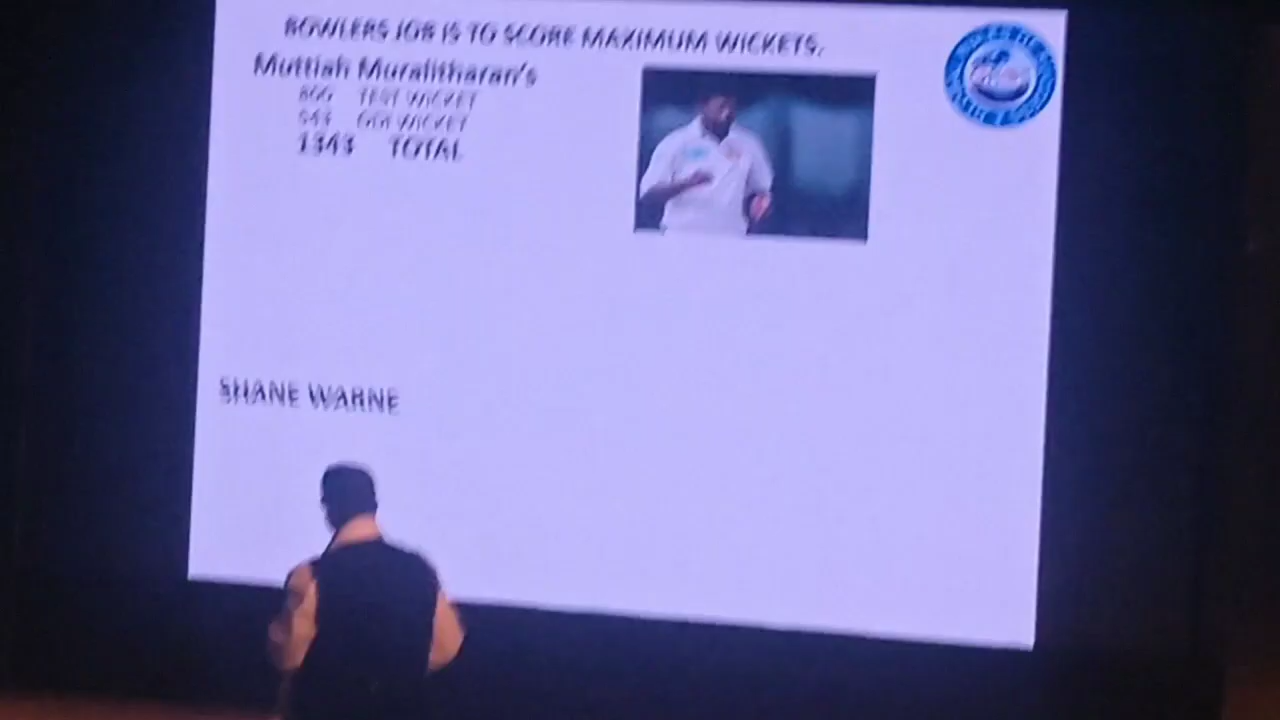 BOWLERS JOB IS TO SCORE MAXIMUM WICKETS.
Muttiah Muralitharan's
TEST WICKET
ODI WICKET
1343 TOTAL
SHANE WARNE